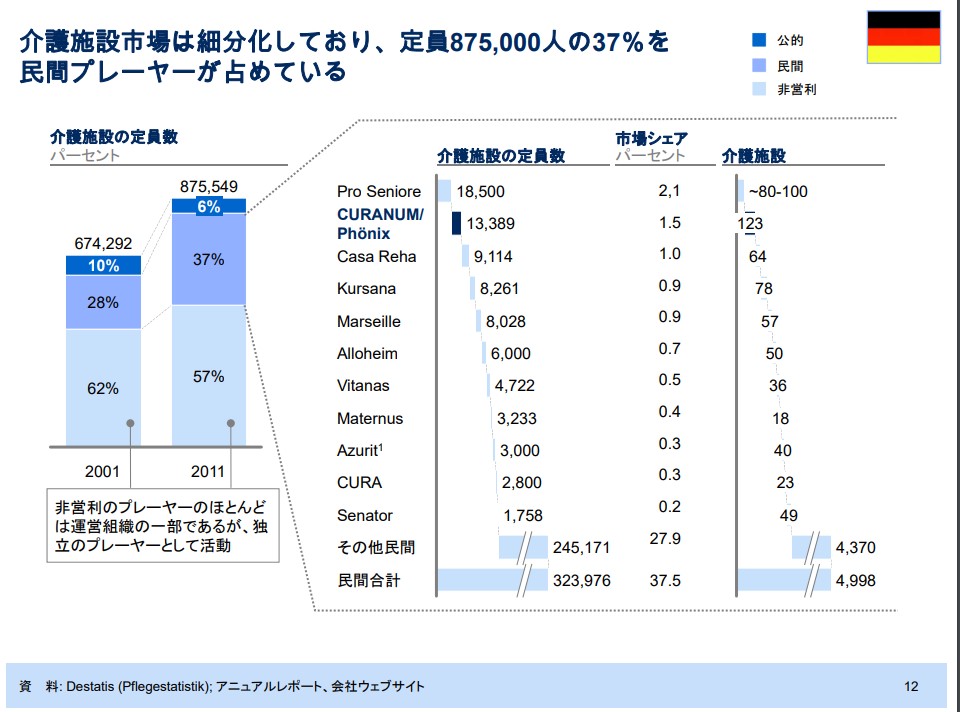 介護施設市場は細分化しており、定員875,000人の37%を
民間プレーヤーが占めている
公的
民間
非営利
介護施設の定員数
パーセント
674,292
10%
28%
62%
2001
875,549
6%
37%
57%
2011
非営利のプレーヤーのほとんど
は運営組織の一部であるが、独
立のプレーヤーとして活動
介護施設の定員数
市場シェア
パーセント
介護施設
Pro Seniore 18,500 2,1 ~80-100
CURANUM/
Phönix 13,389 1.5 123
Casa Reha 9,114 1.0 64
Kursana 8,261 0.9 78
Marseille 8,028 0.9 57
Alloheim 6,000 0.7 50
Vitanas 4,722 0.5 36
Maternus 3,233 0.4 18
Azurit¹ 3,000 0.3 40
CURA 2,800 0.3 23
Senator 1,758 0.2 49
その他民間 245,171 27.9 4,370
民間合計 323,976 37.5 4,998
資 料: Destatis (Pflegestatistik); アニュアルレポート、会社ウェブサイト
12